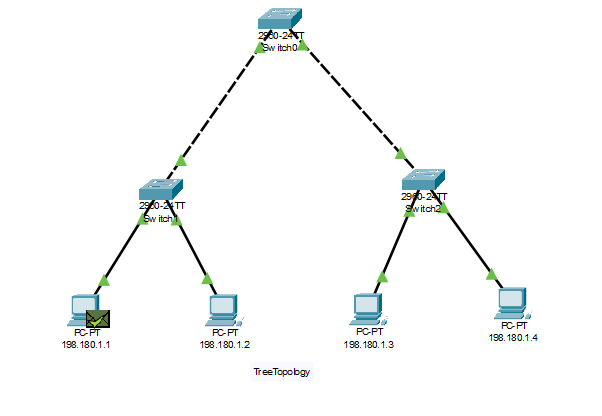 2960-24TT
Switch0
2960-24TT
Switch1
2960-24TT
Switch2
PC-PT
198.180.1.1
PC-PT
198.180.1.2
PC-PT
198.180.1.3
PC-PT
198.180.1.4
TreeTopology